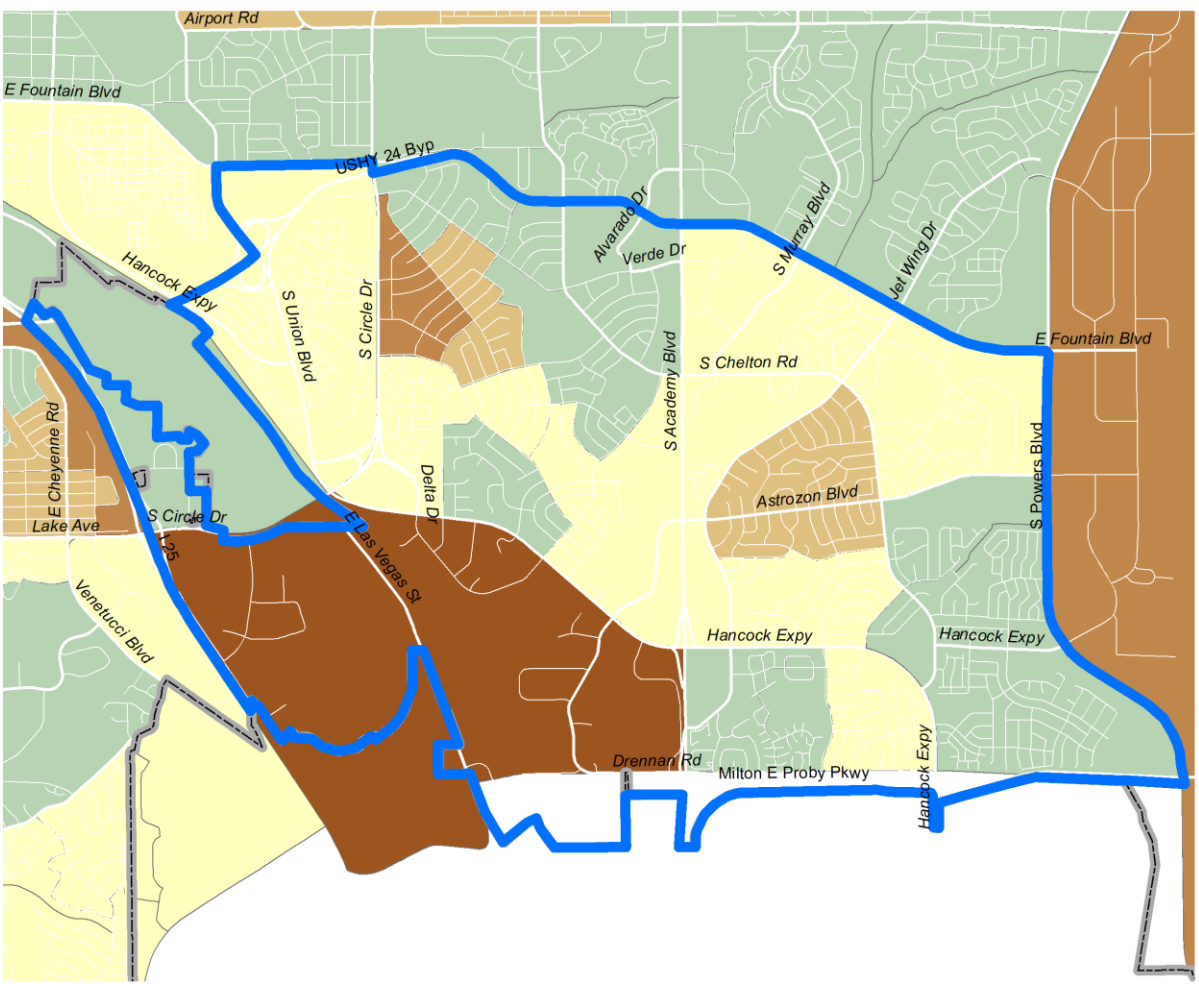 Airport Rd
E Fountain Blvd
USHY 24 Byp
Alvarado Dr
S Murray Blvd
Verde Dr
Jet Wing Dr
Hancock Expy
S Union Blvd
S Circle Dr
E Fountain Blvd
S Chelton Rd
S Academy Blvd
E Cheyenne Rd
S Powers Blvd
Delta Dr
Astrozon Blvd
Lake Ave
S Circle Dr
I 25
E Las Vegas St
Venetucci Blvd
Hancock Expy
Hancock Expy
Drennan Rd
Milton E Proby Pkwy
Hancock Expy